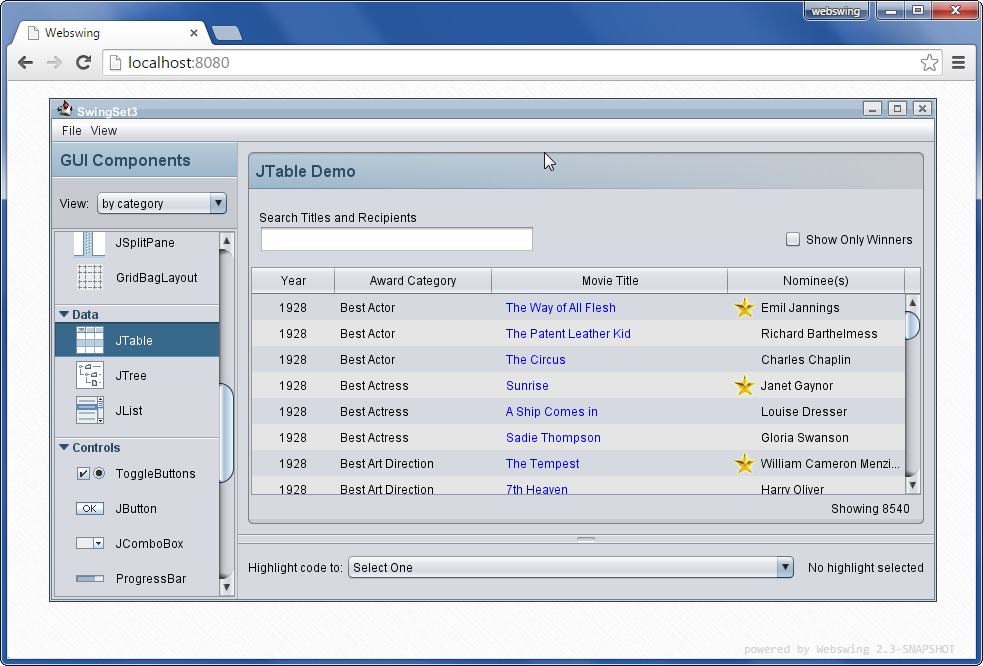 webswing
Webswing
localhost:8080
SwingSet3
File View
GUI Components
View: by category
JSplitPane
GridBagLayout
Data
JTable
JTree
JList
Controls
ToggleButtons
OK JButton
JComboBox
ProgressBar
JTable Demo
Search Titles and Recipients
Show Only Winners
Year Award Category Movie Title Nominee(s)
1928 Best Actor The Way of All Flesh Emil Jannings
1928 Best Actor The Patent Leather Kid Richard Barthelmess
1928 Best Actor The Circus Charles Chaplin
1928 Best Actress Sunrise Janet Gaynor
1928 Best Actress A Ship Comes in Louise Dresser
1928 Best Actress Sadie Thompson Gloria Swanson
1928 Best Art Direction The Tempest William Cameron Menzi...
1928 Best Art Direction 7th Heaven Harry Oliver
Showing 8540
Highlight code to: Select One No highlight selected
powered by Webswing 2.3-SNAPSHOT